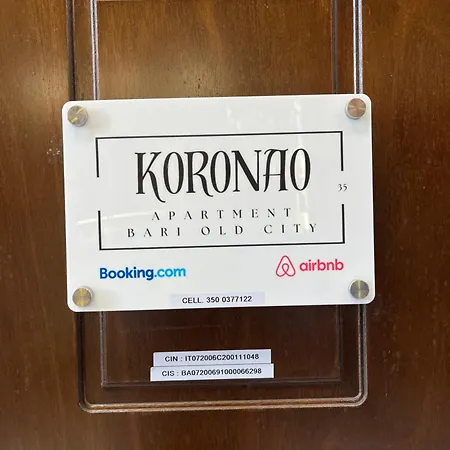 KORONAO
35
APARTMENT
BARI OLD CITY
Booking.com
airbnb
CELL. 350 0377122
CIN : IT072006C200111048
CIS : BA07200691000066298